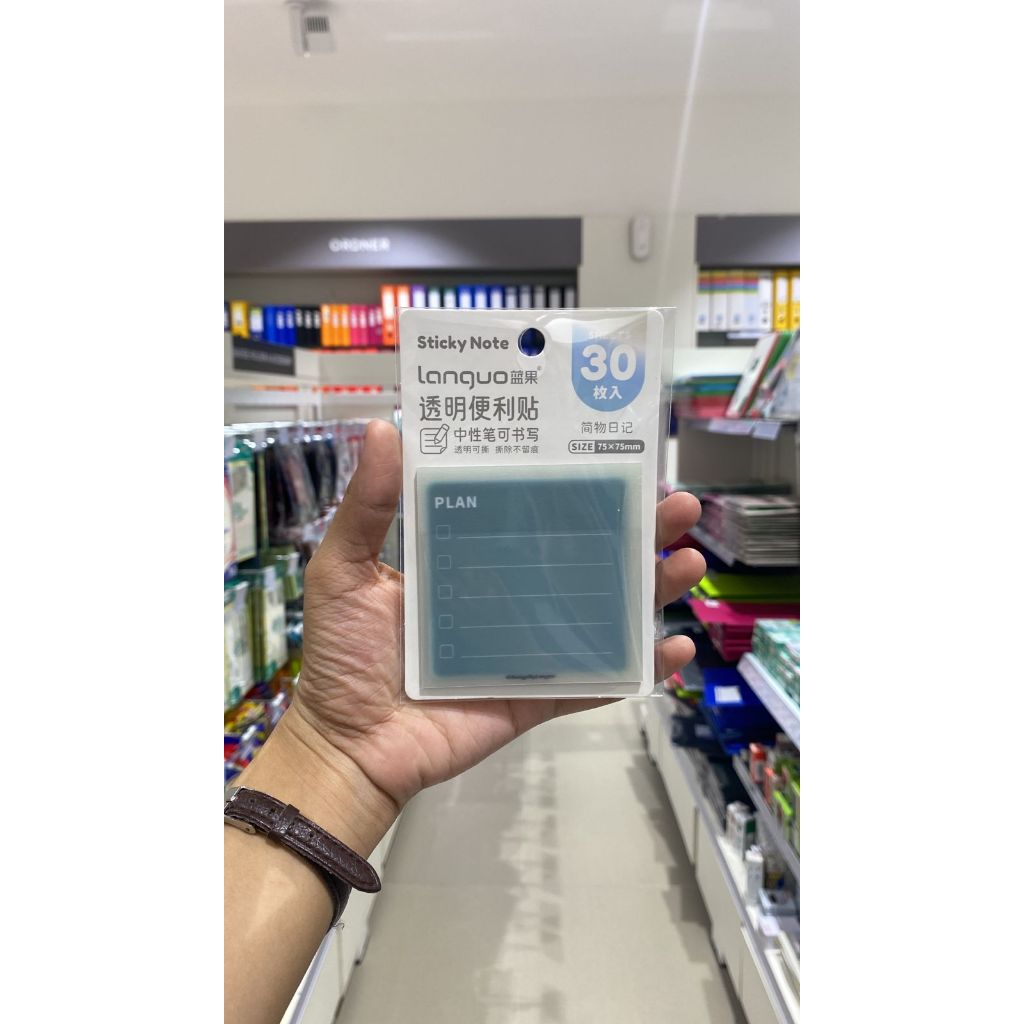 ORDNER
Sticky Note
languo蓝果®
透明便利贴
中性笔可书写
透明可撕 撕除不留痕
30
枚入
简物日记
SIZE 75×75mm
PLAN